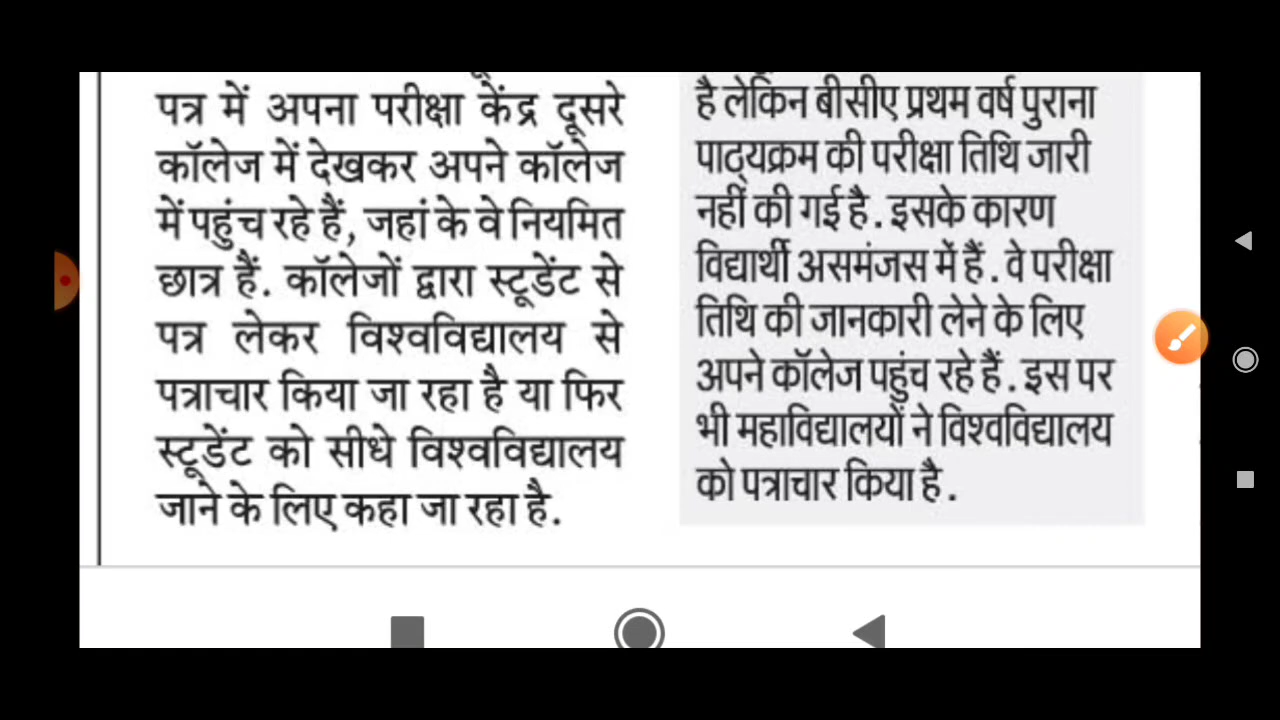 पत्र में अपना परीक्षा केंद्र दूसरे
कॉलेज में देखकर अपने कॉलेज
में पहुंच रहे हैं, जहां के वे नियमित
छात्र हैं. कॉलेजों द्वारा स्टूडेंट से
पत्र लेकर विश्वविद्यालय से
पत्राचार किया जा रहा है या फिर
स्टूडेंट को सीधे विश्वविद्यालय
जाने के लिए कहा जा रहा है.
है लेकिन बीसीए प्रथम वर्ष पुराना
पाठ्यक्रम की परीक्षा तिथि जारी
नहीं की गई है. इसके कारण
विद्यार्थी असमंजस में हैं. वे परीक्षा
तिथि की जानकारी लेने के लिए
अपने कॉलेज पहुंच रहे हैं. इस पर
भी महाविद्यालयों ने विश्वविद्यालय
को पत्राचार किया है.